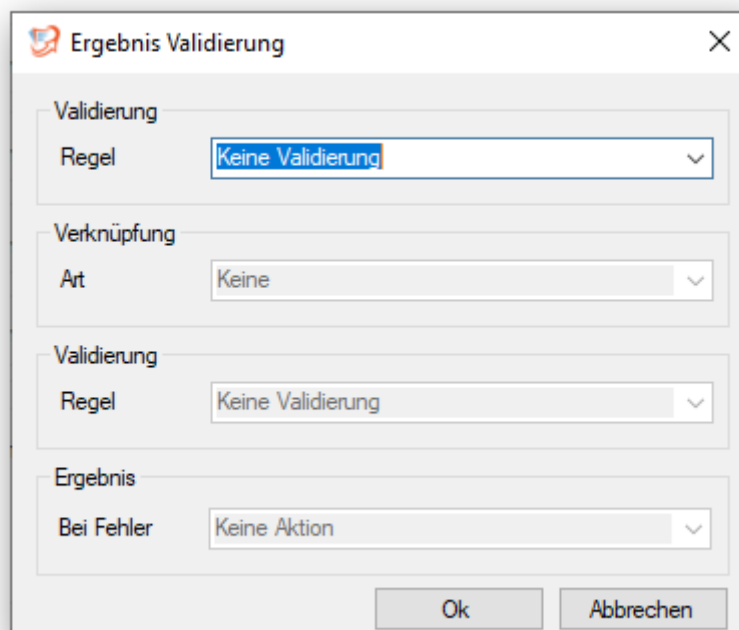 Ergebnis Validierung
Validierung
Regel Keine Validierung
Verknüpfung
Art Keine
Validierung
Regel Keine Validierung
Ergebnis
Bei Fehler Keine Aktion
Ok Abbrechen